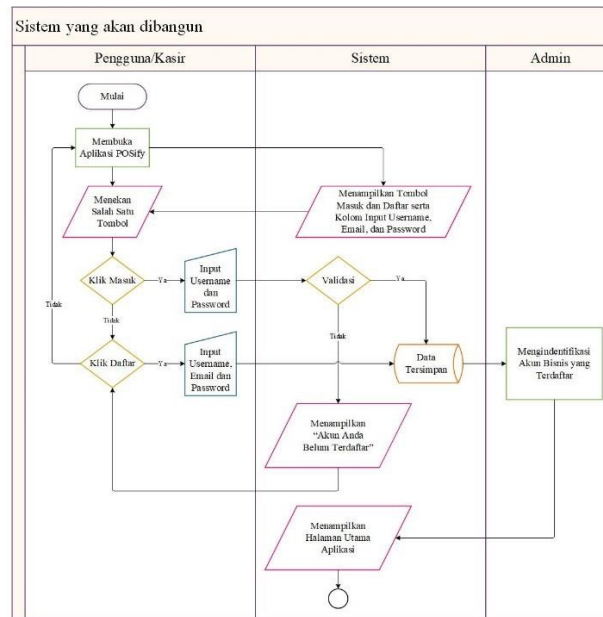 Sistem yang akan dibangun
Pengguna/Kasir
Sistem
Admin
Mulai
Membuka
Aplikasi POSify
Menekan
Salah Satu
Tombol
Menampilkan Tombol
Masuk dan Daftar serta
Kolom Input Username,
Email, dan Password
Klik Masuk
Ya
Input
Username
dan
Password
Validasi
Ya
Tidak
Tidak
Tidak
Klik Daftar
Ya
Input
Username,
Email dan
Password
Data
Tersimpan
Mengindentifikasi
Akun Bisnis yang
Terdaftar
Menampilkan
“Akun Anda
Belum Terdaftar”
Menampilkan
Halaman Utama
Aplikasi